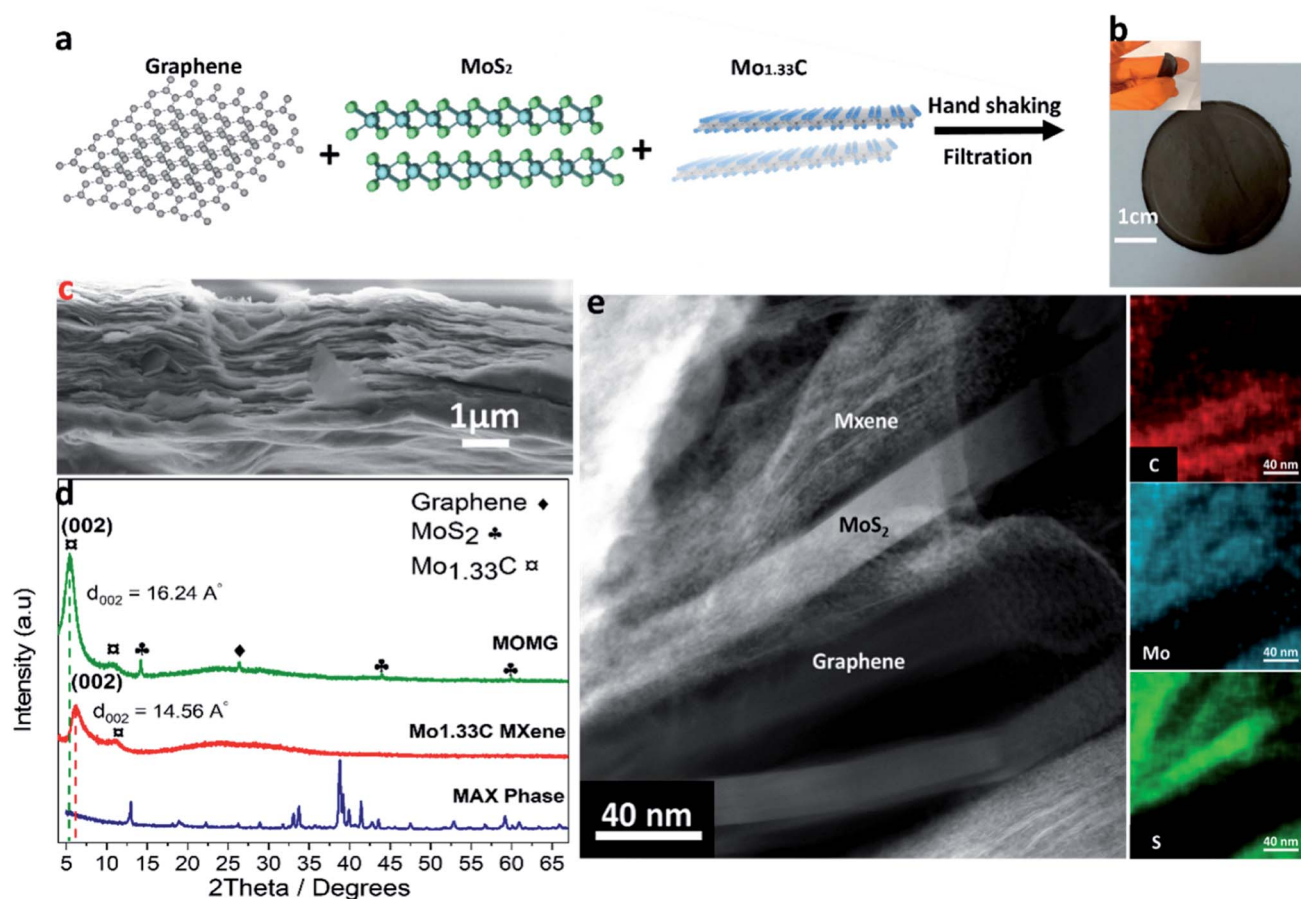 a
Graphene
MoS₂
Mo₁.₃₃C
+
+
Hand shaking
Filtration
b
1cm
c
1μm
d
(002)
¤
d₀₀₂ = 16.24 A°
Graphene ♦
MoS₂ ♣
Mo₁.₃₃C ¤
¤
♣
♦
♣
♣
MOMG
(002)
d₀₀₂ = 14.56 A°
¤
Mo1.33C MXene
MAX Phase
Intensity (a.u)
5 10 15 20 25 30 35 40 45 50 55 60 65
2Theta / Degrees
e
Mxene
MoS₂
Graphene
40 nm
C
40 nm
Mo
40 nm
S
40 nm